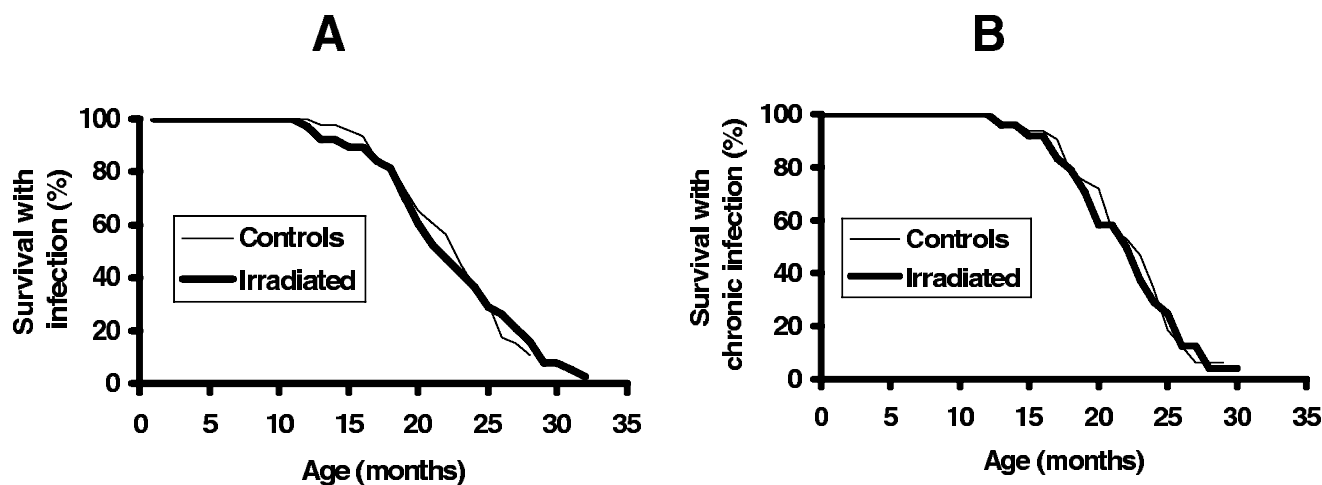 A
Survival with
infection (%)
100
80
60
40
20
0
Controls
Irradiated
0 5 10 15 20 25 30 35
Age (months)
B
Survival with
chronic infection (%)
100
80
60
40
20
0
Controls
Irradiated
0 5 10 15 20 25 30 35
Age (months)